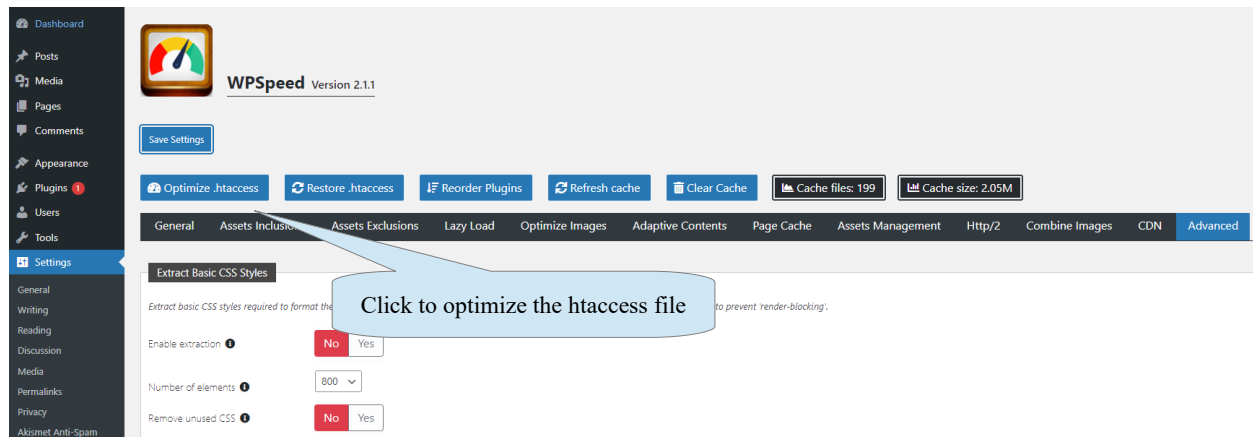 Dashboard
Posts
Media
Pages
Comments
Appearance
Plugins 1
Users
Tools
Settings
General
Writing
Reading
Discussion
Media
Permalinks
Privacy
Akismet Anti-Spam
WPSpeed Version 2.1.1
Save Settings
Optimize .htaccess Restore .htaccess Reorder Plugins Refresh cache Clear Cache Cache files: 199 Cache size: 2.05M
General Assets Inclusion Assets Exclusions Lazy Load Optimize Images Adaptive Contents Page Cache Assets Management Http/2 Combine Images CDN Advanced
Extract Basic CSS Styles
Click to optimize the htaccess file
Extract basic CSS styles required to format the to prevent 'render-blocking'.
Enable extraction No Yes
Number of elements 800
Remove unused CSS No Yes